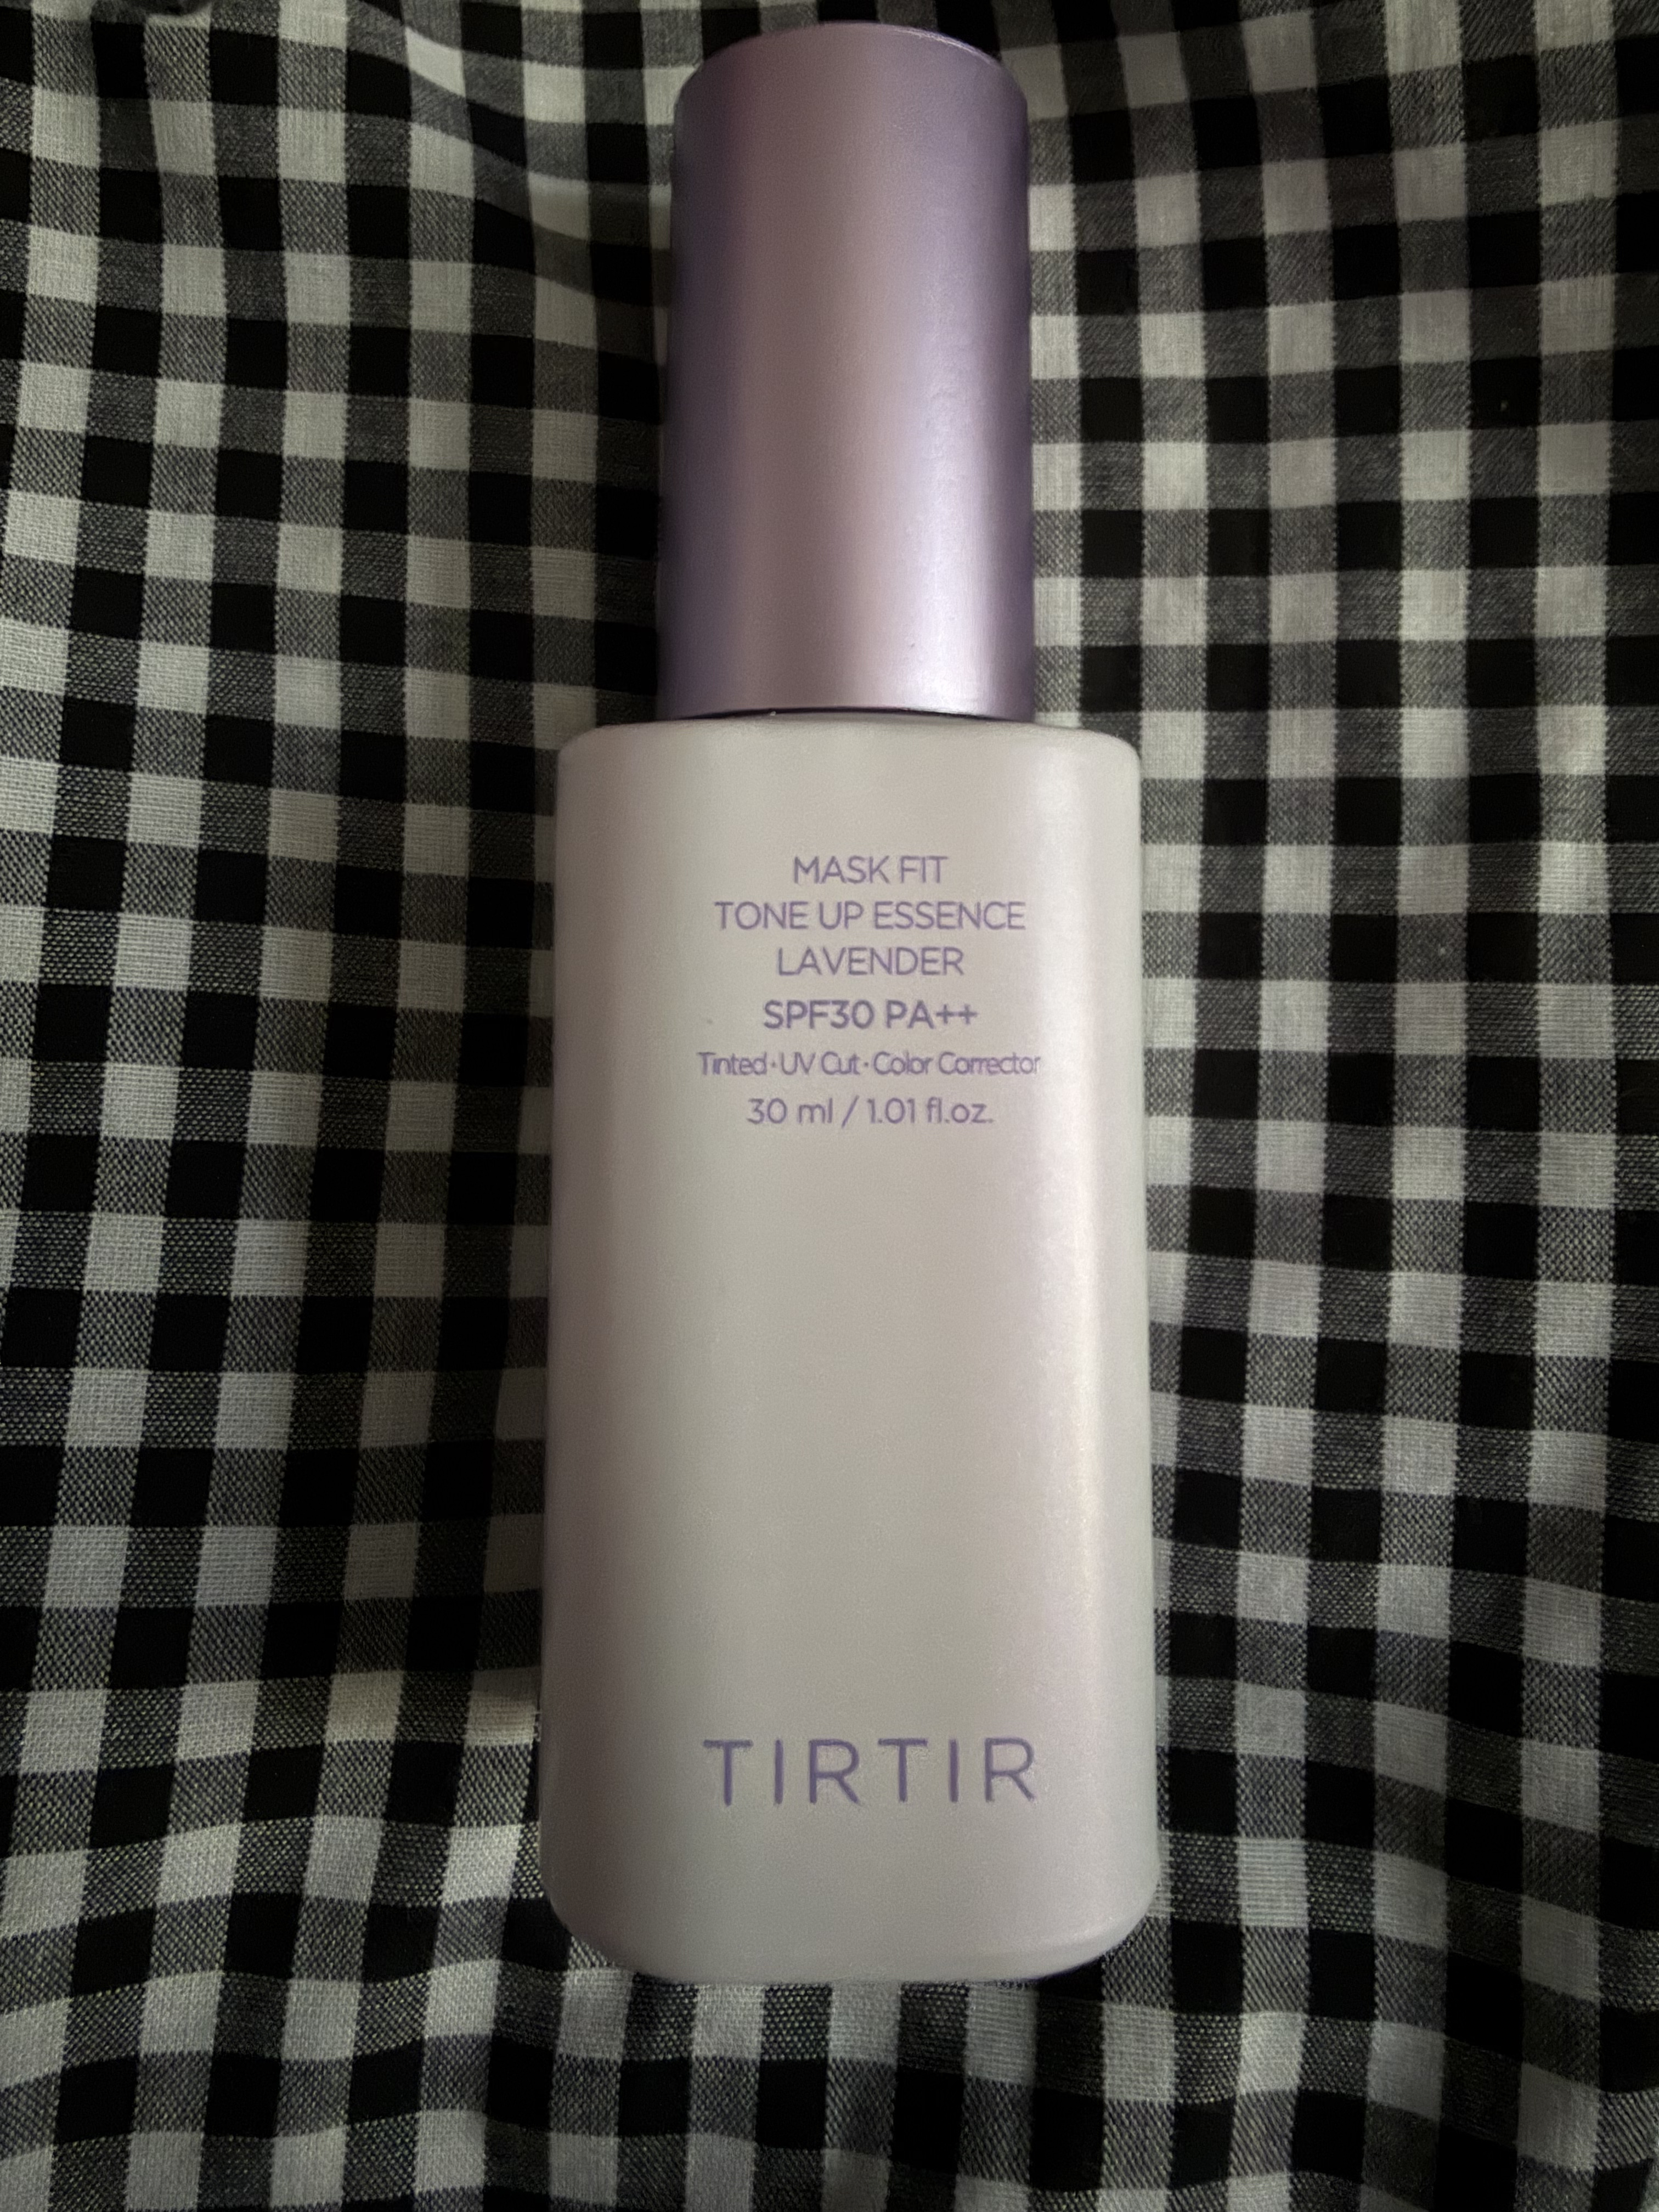 MASK FIT
TONE UP ESSENCE
LAVENDER
SPF30 PA++
Tinted·UV Cut·Color Corrector
30 ml / 1.01 fl.oz.
TIRTIR